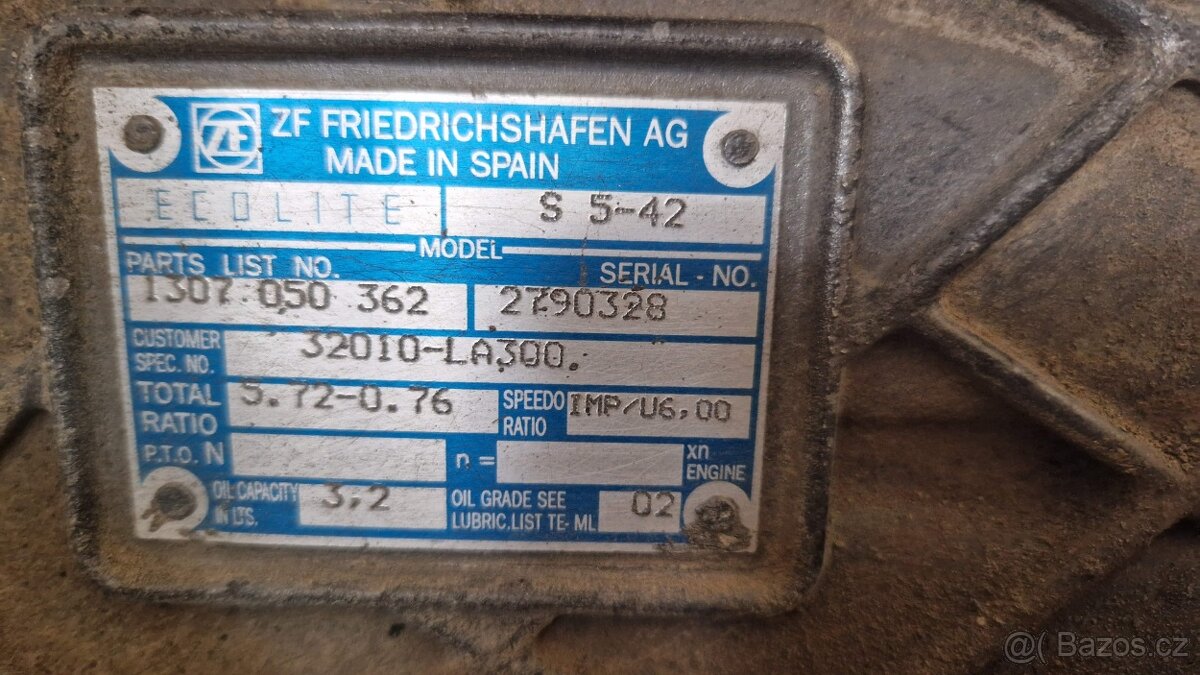 ZF ZF FRIEDRICHSHAFEN AG
MADE IN SPAIN
ECOLITE S 5-42
MODEL
PARTS LIST NO. SERIAL - NO.
1307 050 362 2790328
CUSTOMER SPEC. NO. 32010-LA300.
TOTAL RATIO 5.72-0.76 SPEEDO RATIO IMP/U6,00
P.T.O. N n = xn ENGINE
OIL CAPACITY IN LTS. 3,2 OIL GRADE SEE LUBRIC.LIST TE-ML 02
@( Bazos.cz